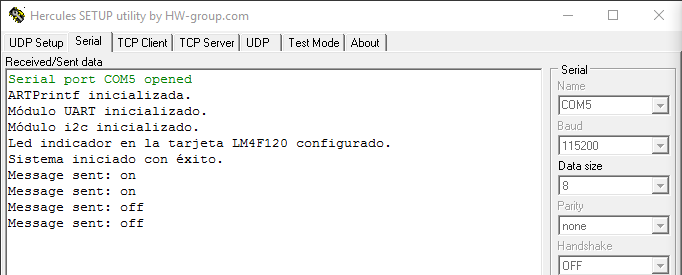 Hercules SETUP utility by HW-group.com
UDP Setup Serial TCP Client TCP Server UDP Test Mode About
Received/Sent data
Serial port COM5 opened
ARTPrintf inicializada.
Módulo UART inicializado.
Módulo i2c inicializado.
Led indicador en la tarjeta LM4F120 configurado.
Sistema iniciado con éxito.
Message sent: on
Message sent: on
Message sent: off
Message sent: off
Serial
Name
COM5
Baud
115200
Data size
8
Parity
none
Handshake
OFF